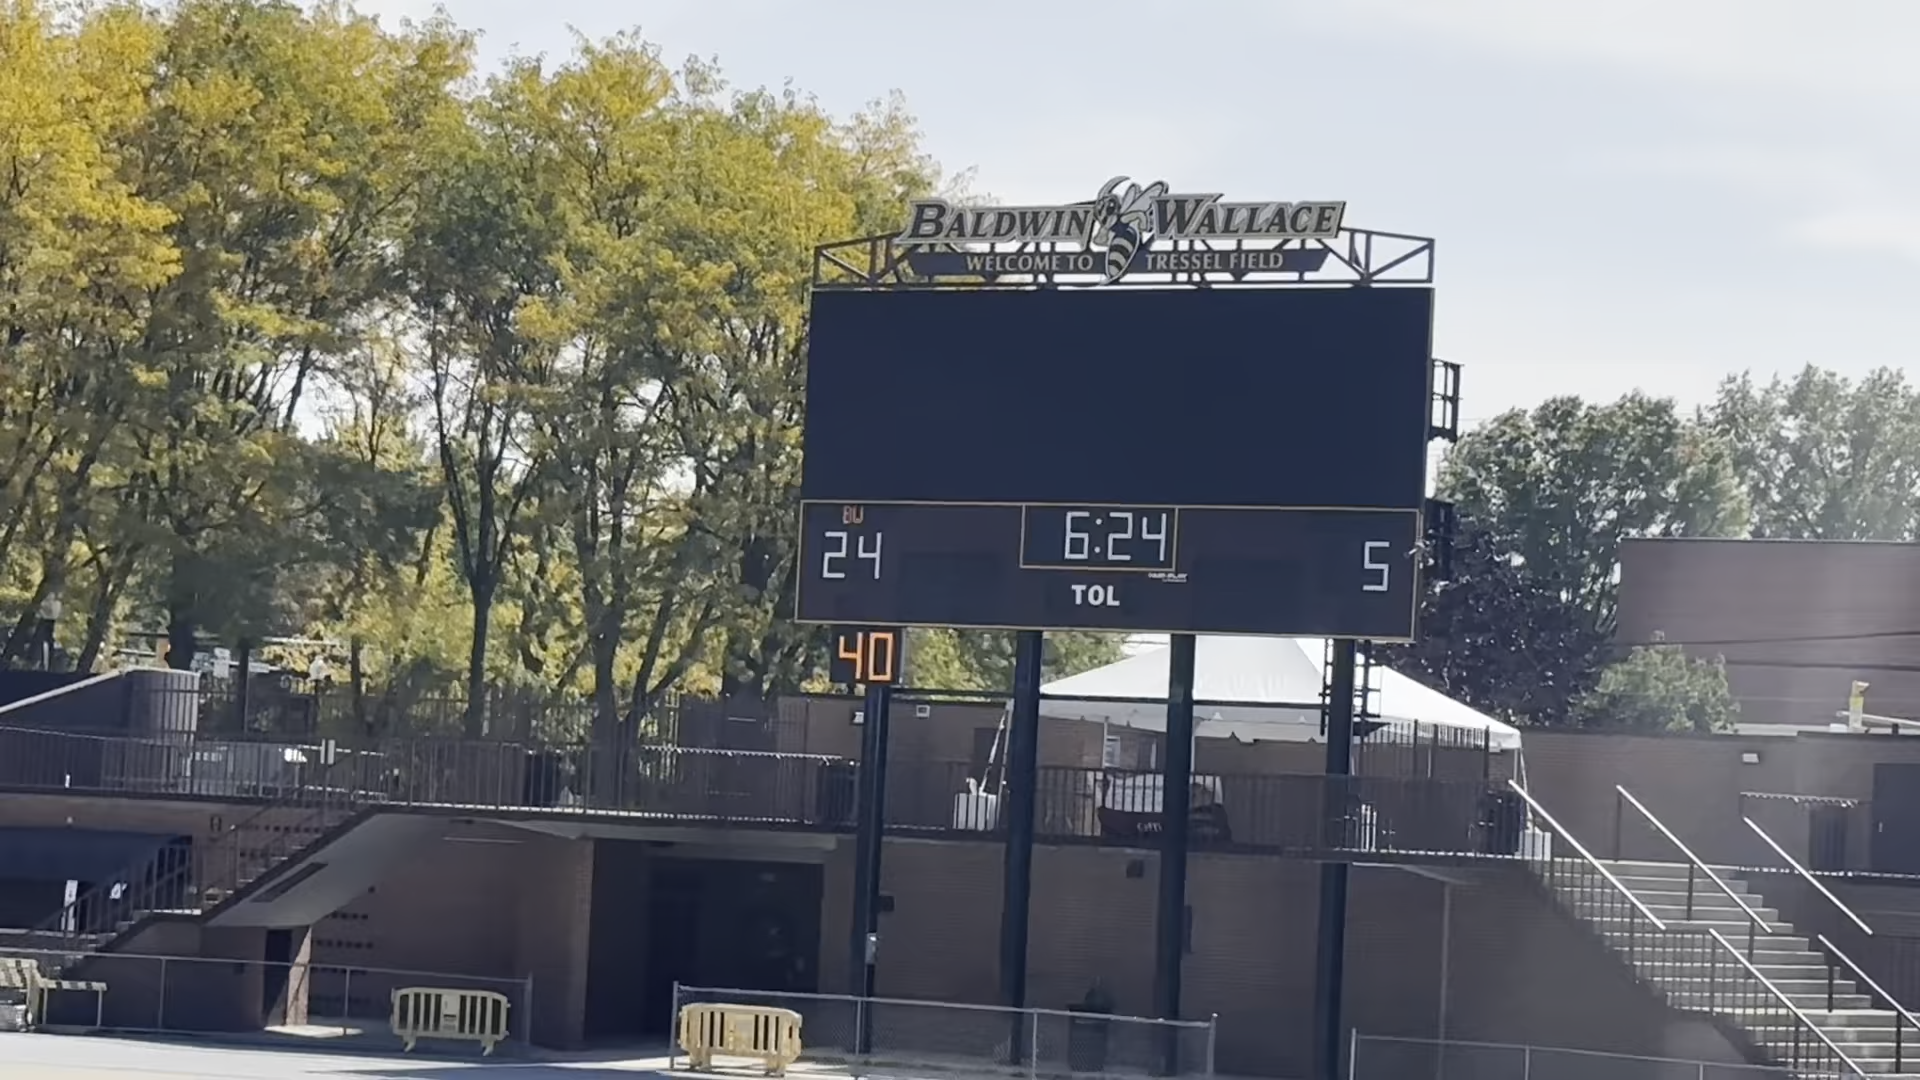 BALDWIN WALLACE
WELCOME TO TRESSEL FIELD
BW
24 6:24 5
TOL
40